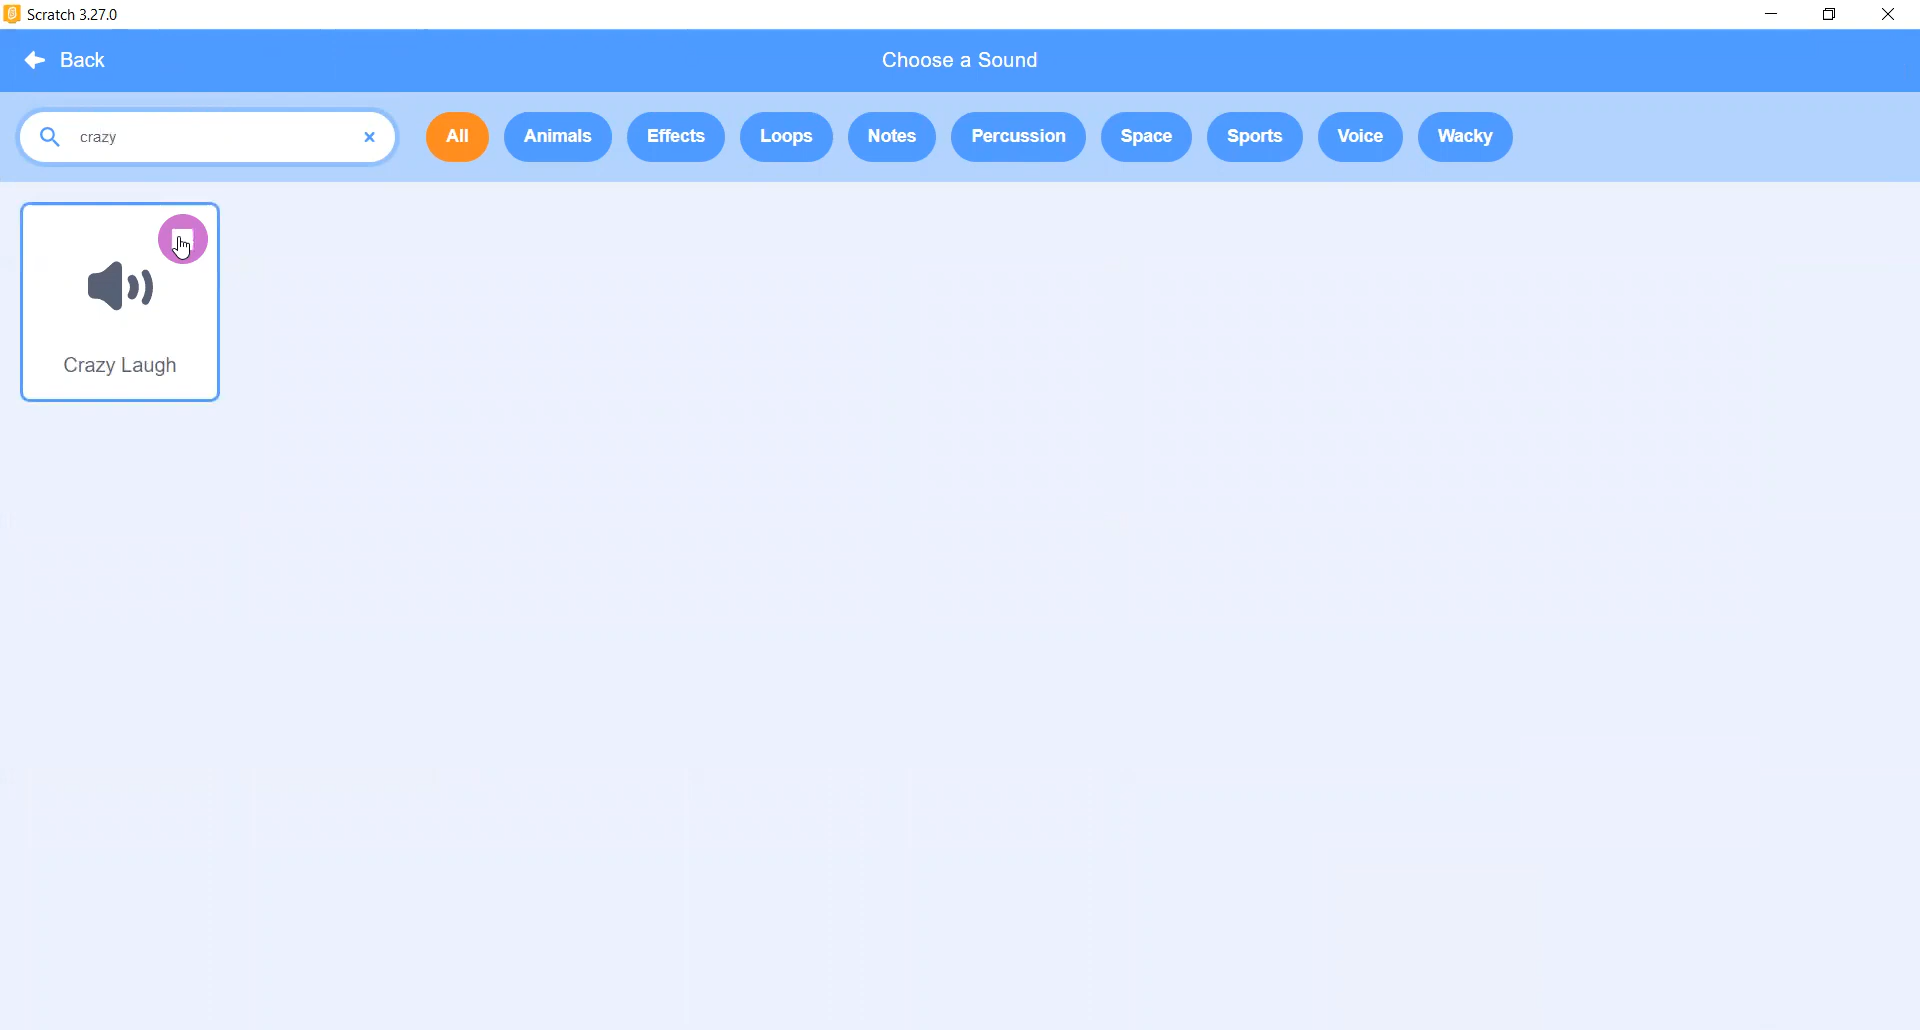 Scratch 3.27.0
Back
Choose a Sound
crazy
All
Animals
Effects
Loops
Notes
Percussion
Space
Sports
Voice
Wacky
Crazy Laugh